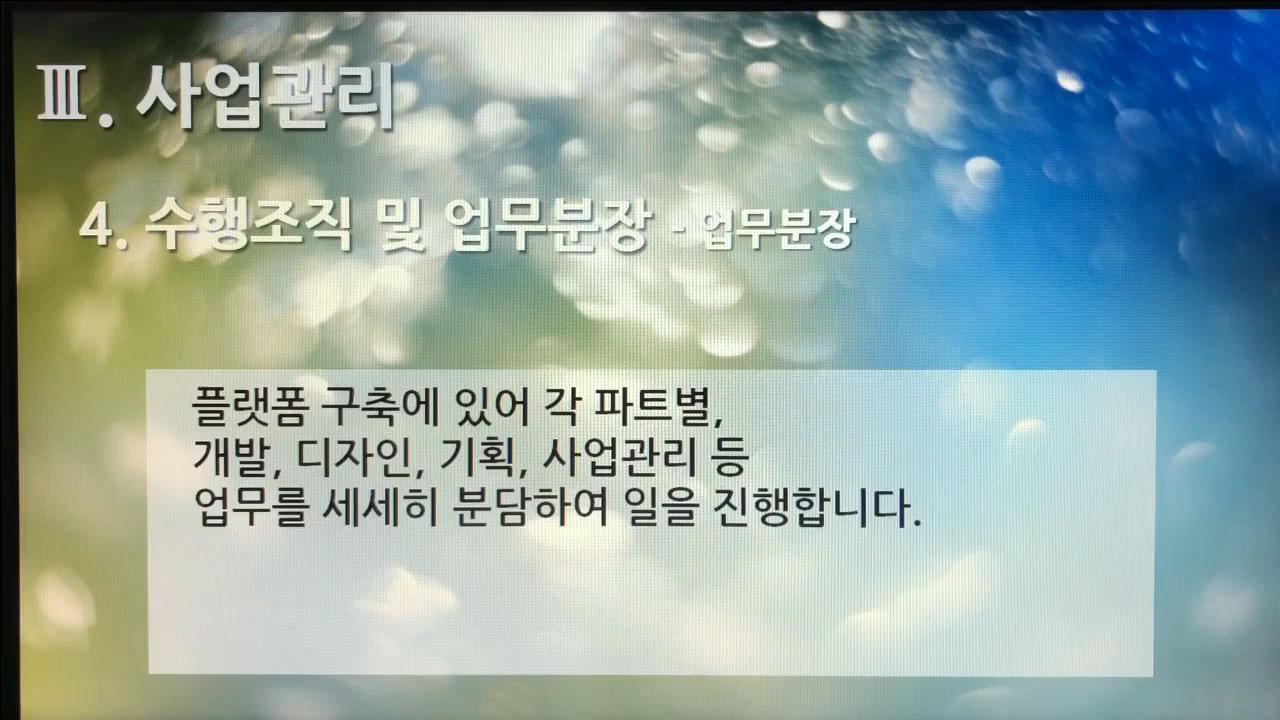 Ⅲ. 사업관리
4. 수행조직 및 업무분장 - 업무분장
플랫폼 구축에 있어 각 파트별,
개발, 디자인, 기획, 사업관리 등
업무를 세세히 분담하여 일을 진행합니다.